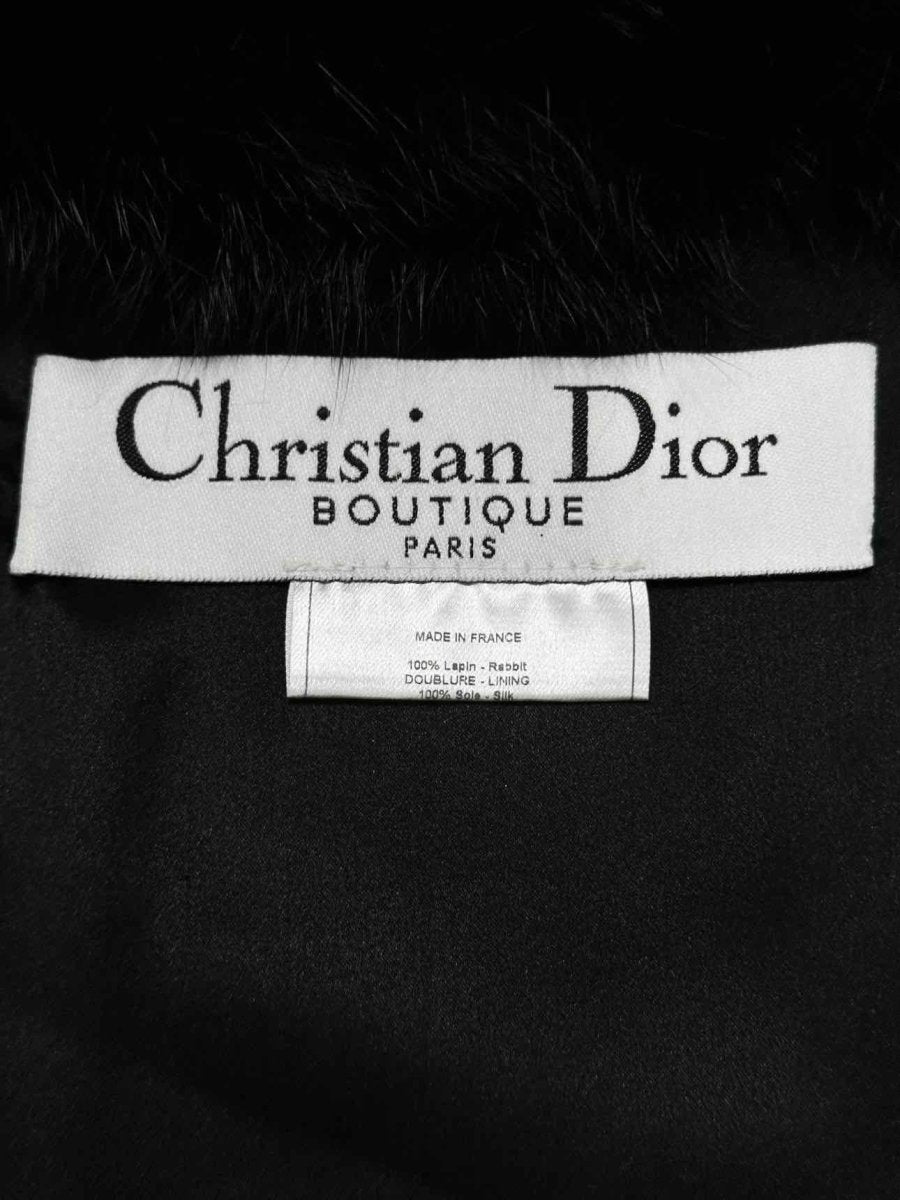 Christian Dior
BOUTIQUE
PARIS
MADE IN FRANCE
100% Lapin - Rabbit
DOUBLURE - LINING
100% Soie - Silk